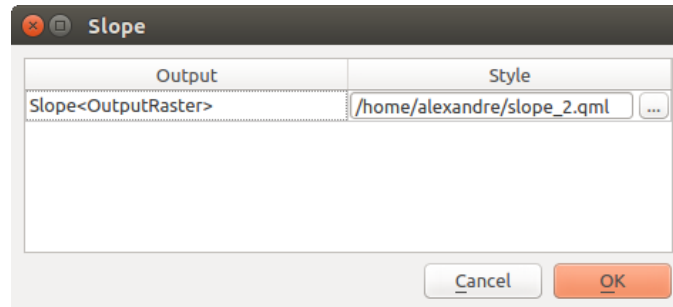 Slope
Output Style
Slope<OutputRaster> /home/alexandre/slope_2.qml ...
Cancel OK